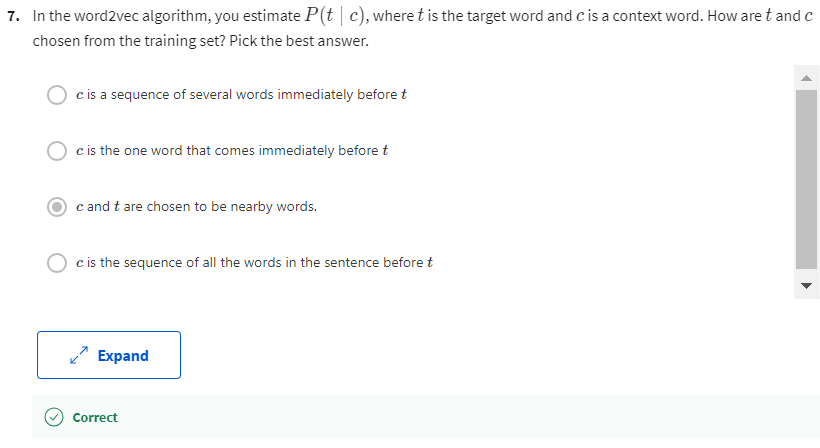 7. In the word2vec algorithm, you estimate P(t | c), where t is the target word and c is a context word. How are t and c
chosen from the training set? Pick the best answer.
c is a sequence of several words immediately before t
c is the one word that comes immediately before t
c and t are chosen to be nearby words.
c is the sequence of all the words in the sentence before t
Expand
Correct